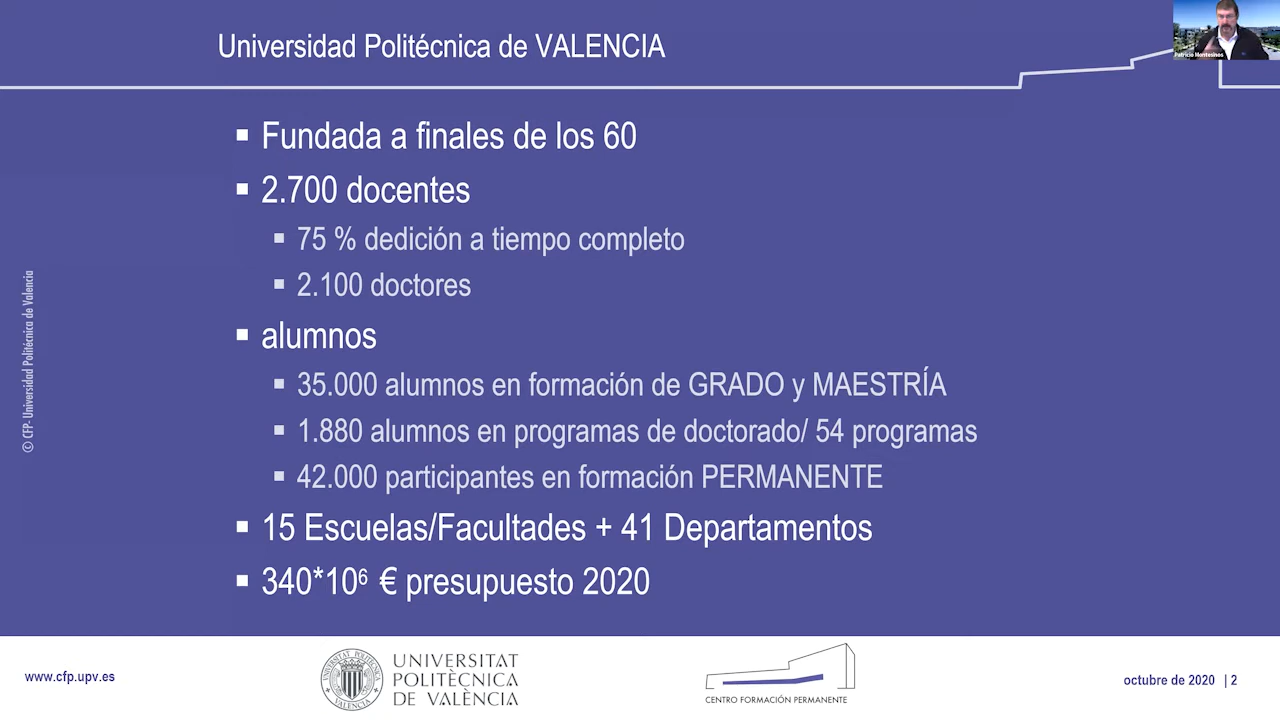 Universidad Politécnica de VALENCIA
Patricio Montesinos
Fundada a finales de los 60
2.700 docentes
75 % dedición a tiempo completo
2.100 doctores
alumnos
35.000 alumnos en formación de GRADO y MAESTRÍA
1.880 alumnos en programas de doctorado/ 54 programas
42.000 participantes en formación PERMANENTE
15 Escuelas/Facultades + 41 Departamentos
340*10⁶ € presupuesto 2020
© CFP- Universidad Politécnica de Valencia
www.cfp.upv.es
UNIVERSITAT
POLITÈCNICA
DE VALÈNCIA
CENTRO FORMACIÓN PERMANENTE
octubre de 2020 | 2